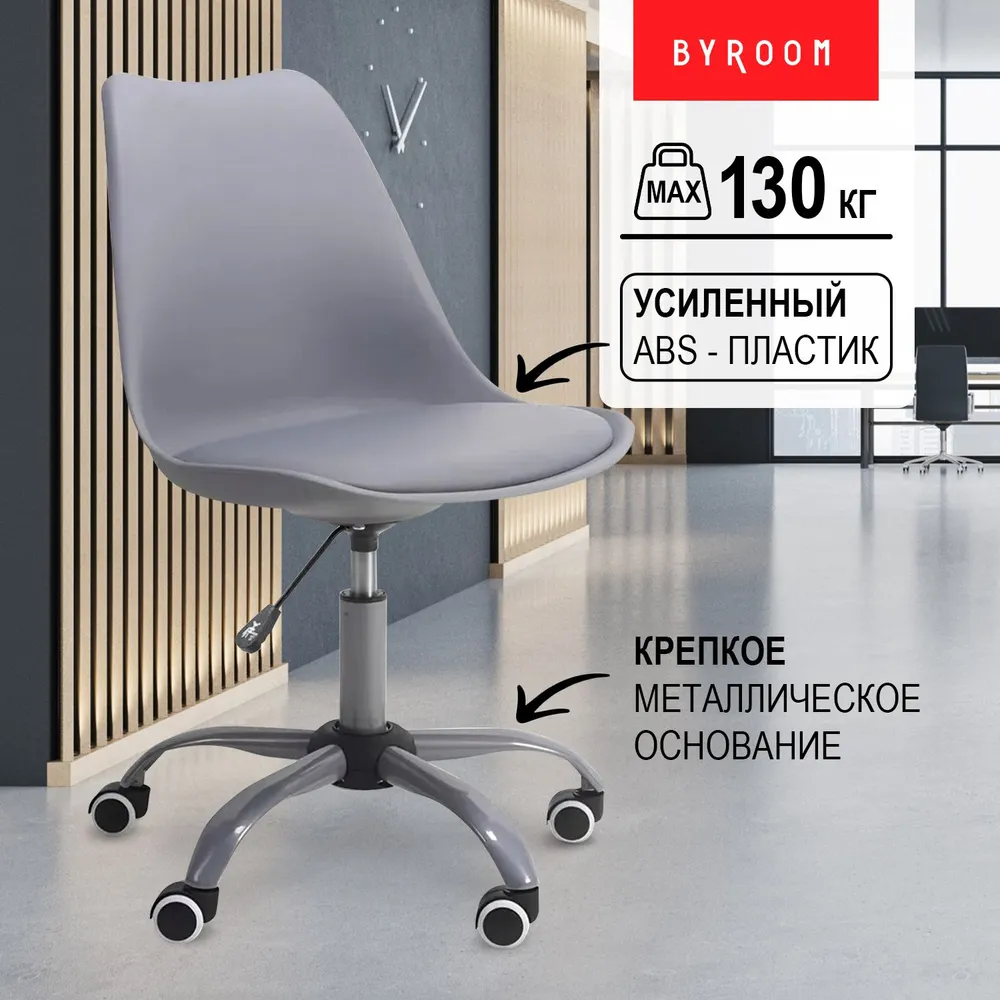 BYROOM
MAX 130 кг
УСИЛЕННЫЙ
ABS - ПЛАСТИК
КРЕПКОЕ
МЕТАЛЛИЧЕСКОЕ
ОСНОВАНИЕ